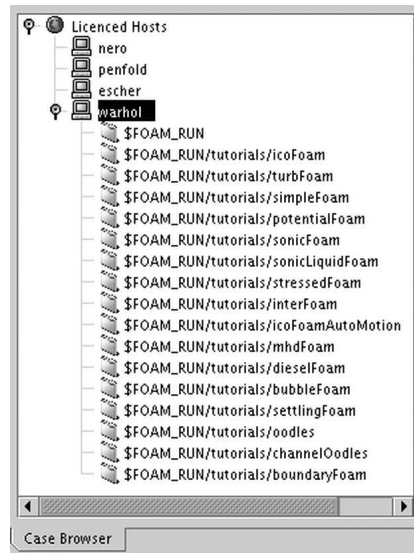 Licenced Hosts
nero
penfold
escher
warhol
$FOAM_RUN
$FOAM_RUN/tutorials/icoFoam
$FOAM_RUN/tutorials/turbFoam
$FOAM_RUN/tutorials/simpleFoam
$FOAM_RUN/tutorials/potentialFoam
$FOAM_RUN/tutorials/sonicFoam
$FOAM_RUN/tutorials/sonicLiquidFoam
$FOAM_RUN/tutorials/stressedFoam
$FOAM_RUN/tutorials/interFoam
$FOAM_RUN/tutorials/icoFoamAutoMotion
$FOAM_RUN/tutorials/mhdFoam
$FOAM_RUN/tutorials/dieselFoam
$FOAM_RUN/tutorials/bubbleFoam
$FOAM_RUN/tutorials/settlingFoam
$FOAM_RUN/tutorials/oodles
$FOAM_RUN/tutorials/channelOodles
$FOAM_RUN/tutorials/boundaryFoam
Case Browser